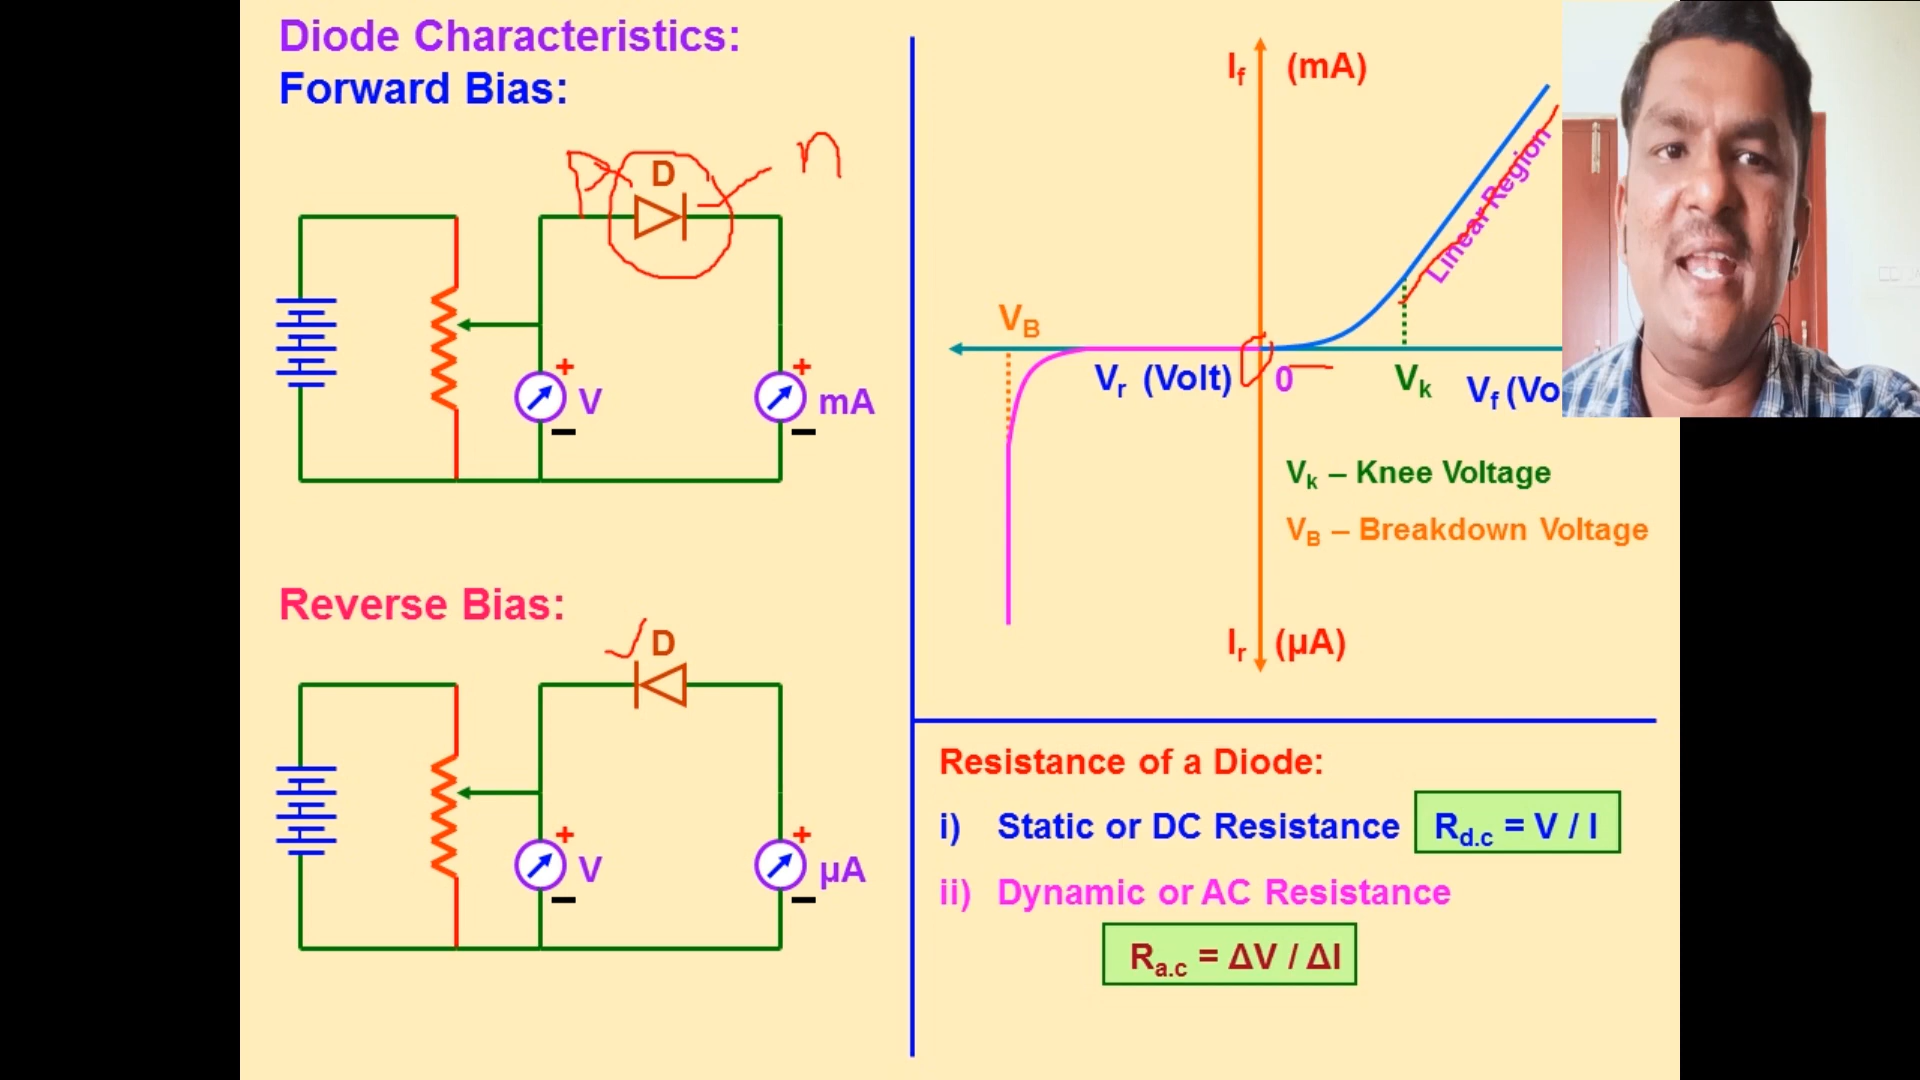 Diode Characteristics:
Forward Bias:
P
n
D
+
V
−
+
mA
−
Reverse Bias:
D
+
V
−
+
µA
−
If (mA)
Linear Region
VB
Vr (Volt)
0
Vk
Vf (Vo
Vk – Knee Voltage
VB – Breakdown Voltage
Ir (µA)
Resistance of a Diode:
i) Static or DC Resistance Rd.c = V / I
ii) Dynamic or AC Resistance
Ra.c = ΔV / ΔI